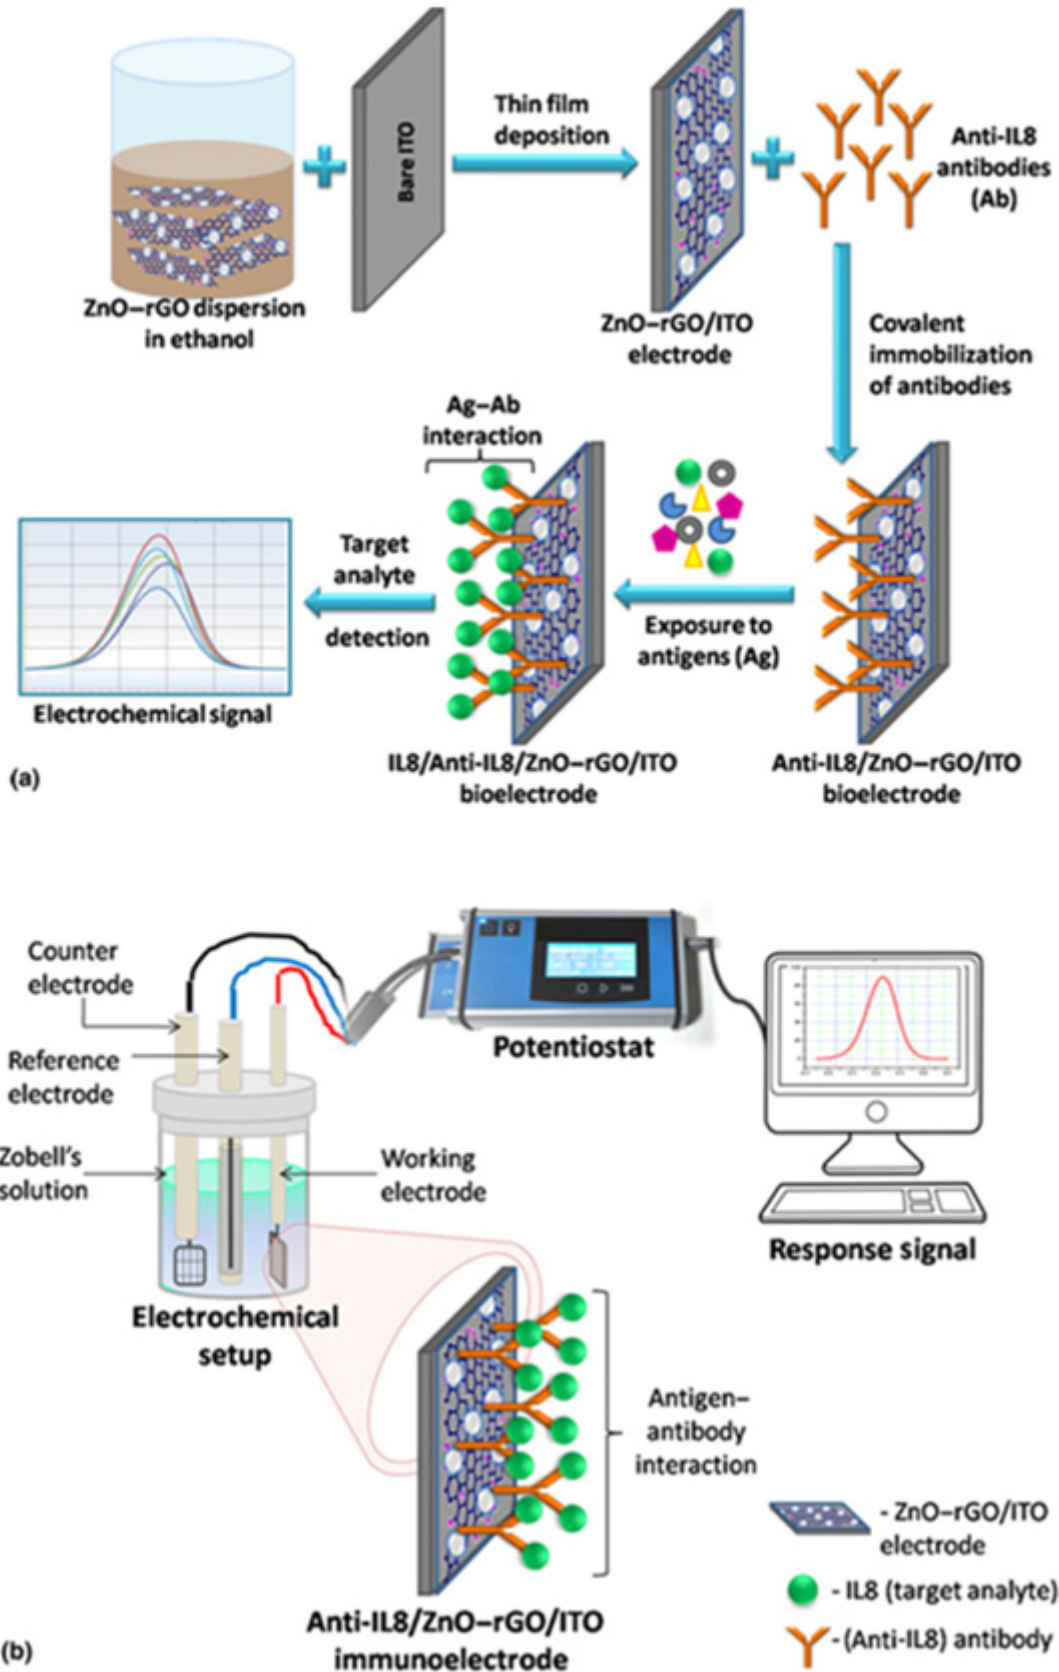 Bare ITO
Thin film
deposition
Anti-IL8
antibodies
(Ab)
ZnO–rGO dispersion
in ethanol
ZnO–rGO/ITO
electrode
Covalent
immobilization
of antibodies
Ag–Ab
interaction
Target
analyte
detection
Exposure to
antigens (Ag)
Electrochemical signal
IL8/Anti-IL8/ZnO–rGO/ITO
bioelectrode
Anti-IL8/ZnO–rGO/ITO
bioelectrode
(a)
Counter
electrode
Reference
electrode
Potentiostat
Zobell's
solution
Working
electrode
Response signal
Electrochemical
setup
Antigen–
antibody
interaction
- ZnO–rGO/ITO
electrode
- IL8 (target analyte)
- (Anti-IL8) antibody
Anti-IL8/ZnO–rGO/ITO
immunoelectrode
(b)